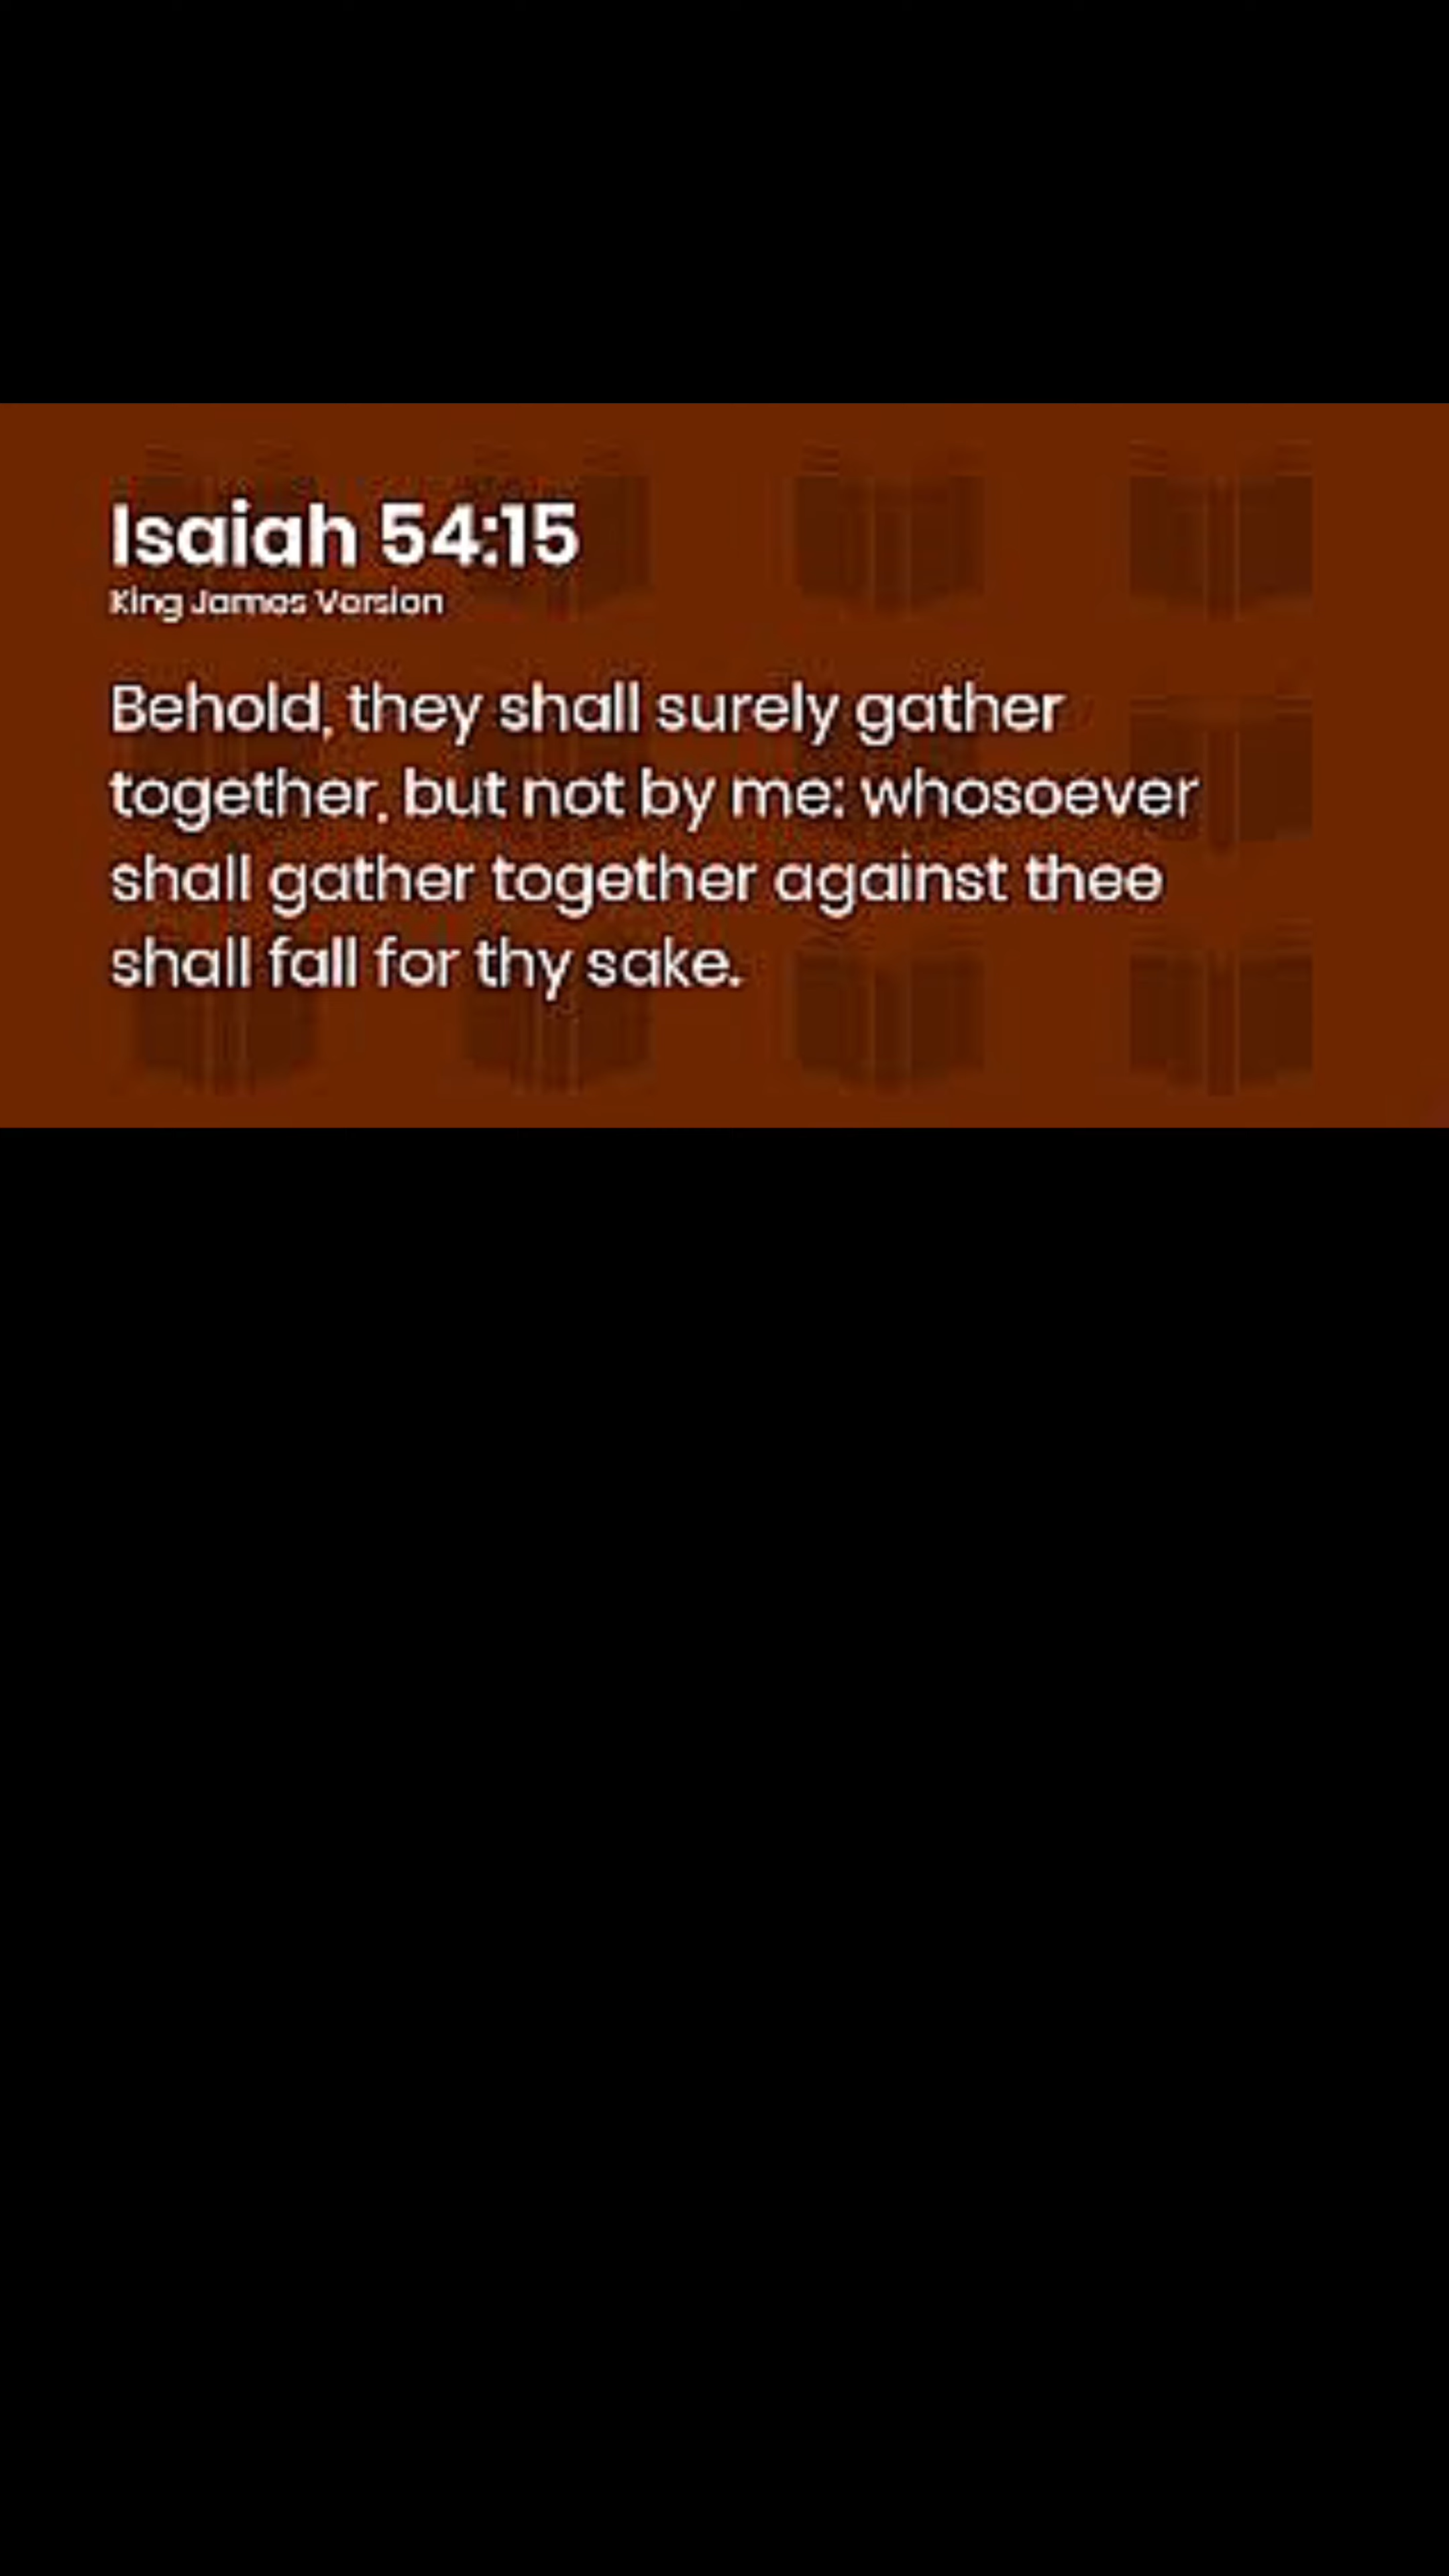 Isaiah 54:15
King James Version
Behold, they shall surely gather
together, but not by me: whosoever
shall gather together against thee
shall fall for thy sake.